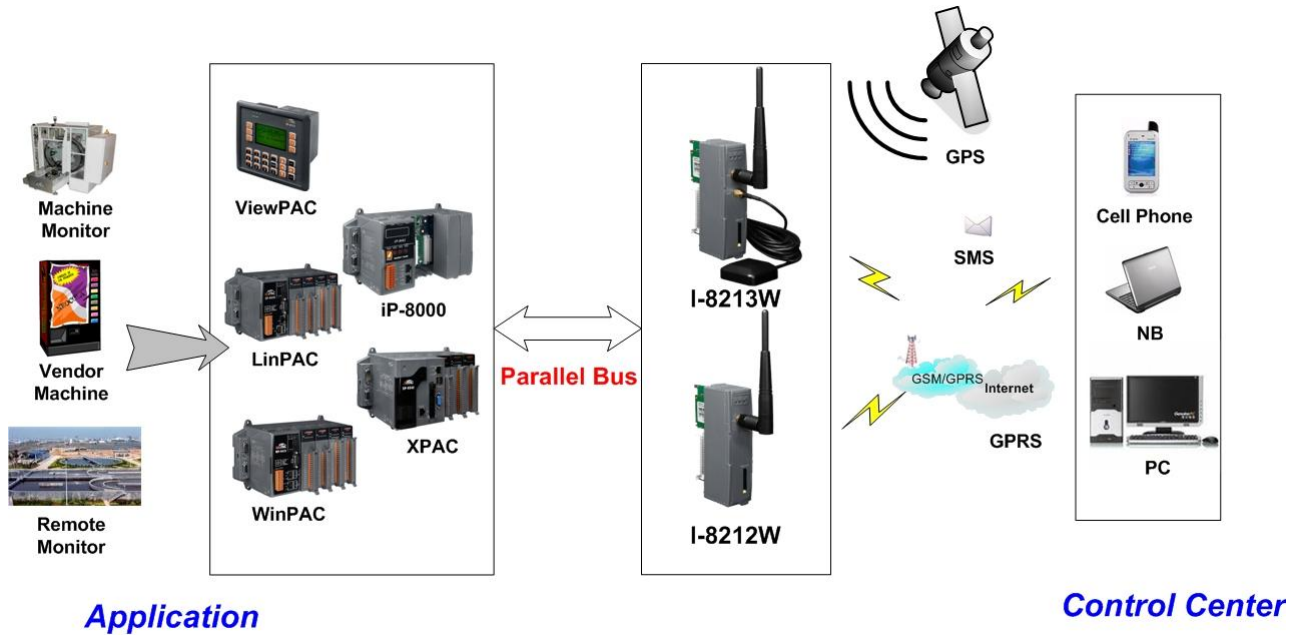 Machine
Monitor
Vendor
Machine
Remote
Monitor
Application
ViewPAC
iP-8000
LinPAC
XPAC
WinPAC
Parallel Bus
I-8213W
I-8212W
GPS
SMS
GSM/GPRS
Internet
GPRS
Cell Phone
NB
PC
Control Center